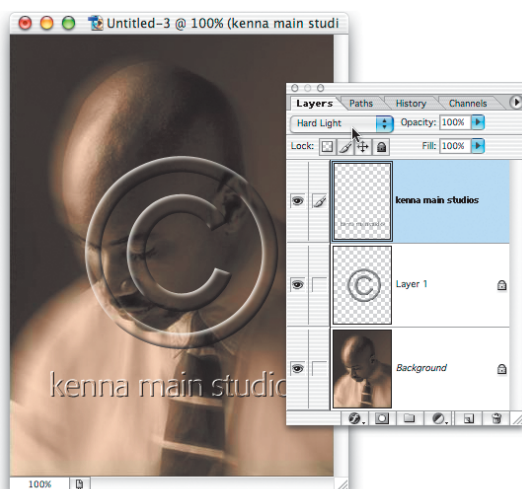 Untitled-3 @ 100% (kenna main studi
Layers Paths History Channels
Hard Light Opacity: 100%
Lock: Fill: 100%
kenna main studios
Layer 1
Background
©
kenna main studio
100%